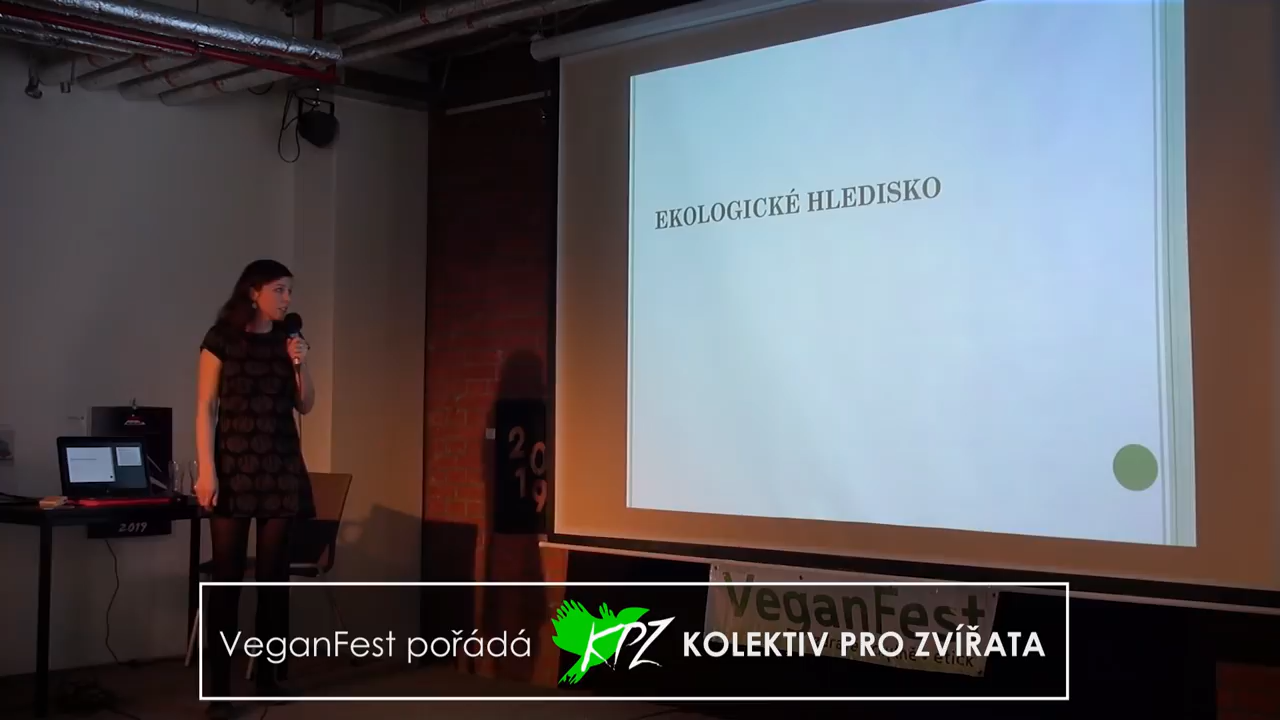 EKOLOGICKÉ HLEDISKO
20
19
2019
VeganFest
VeganFest pořádá KPZ KOLEKTIV PRO ZVÍŘATA